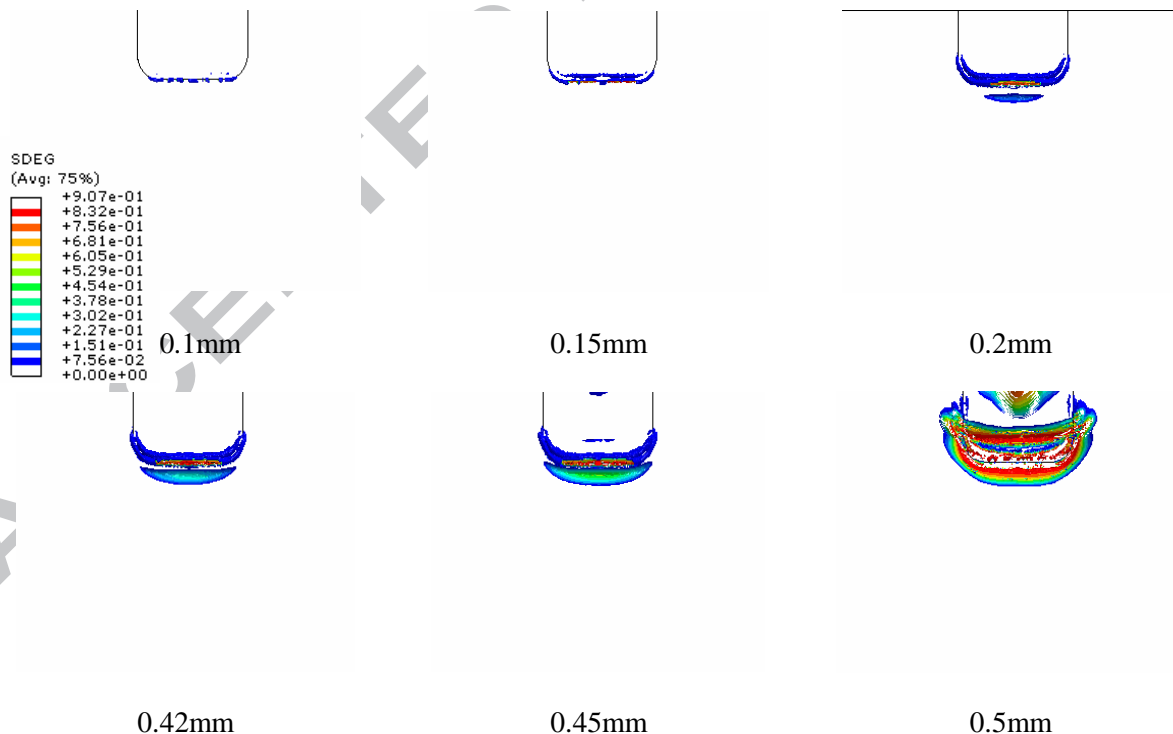 SDEG
(Avg: 75%)
+9.07e-01
+8.32e-01
+7.56e-01
+6.81e-01
+6.05e-01
+5.29e-01
+4.54e-01
+3.78e-01
+3.02e-01
+2.27e-01
+1.51e-01
+7.56e-02
+0.00e+00
0.1mm
0.15mm
0.2mm
0.42mm
0.45mm
0.5mm